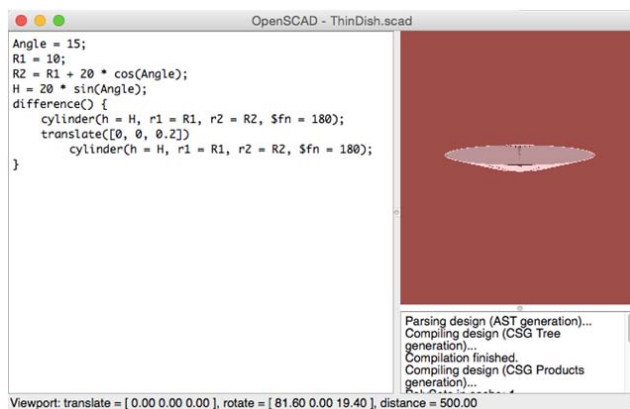 OpenSCAD - ThinDish.scad
Angle = 15;
R1 = 10;
R2 = R1 + 20 * cos(Angle);
H = 20 * sin(Angle);
difference() {
    cylinder(h = H, r1 = R1, r2 = R2, $fn = 180);
    translate([0, 0, 0.2])
        cylinder(h = H, r1 = R1, r2 = R2, $fn = 180);
}
Parsing design (AST generation)...
Compiling design (CSG Tree
generation)...
Compilation finished.
Compiling design (CSG Products
generation)...
Viewport: translate = [ 0.00 0.00 0.00 ], rotate = [ 81.60 0.00 19.40 ], distance = 500.00